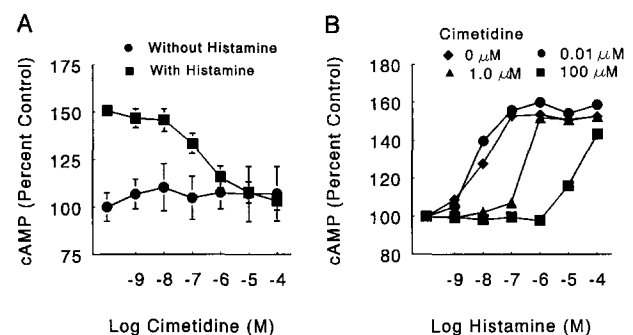 A
Without Histamine
With Histamine
cAMP (Percent Control)
175
150
125
100
75
-9 -8 -7 -6 -5 -4
Log Cimetidine (M)
B
Cimetidine
0 μM 0.01 μM
1.0 μM 100 μM
cAMP (Percent Control)
180
160
140
120
100
80
-9 -8 -7 -6 -5 -4
Log Histamine (M)